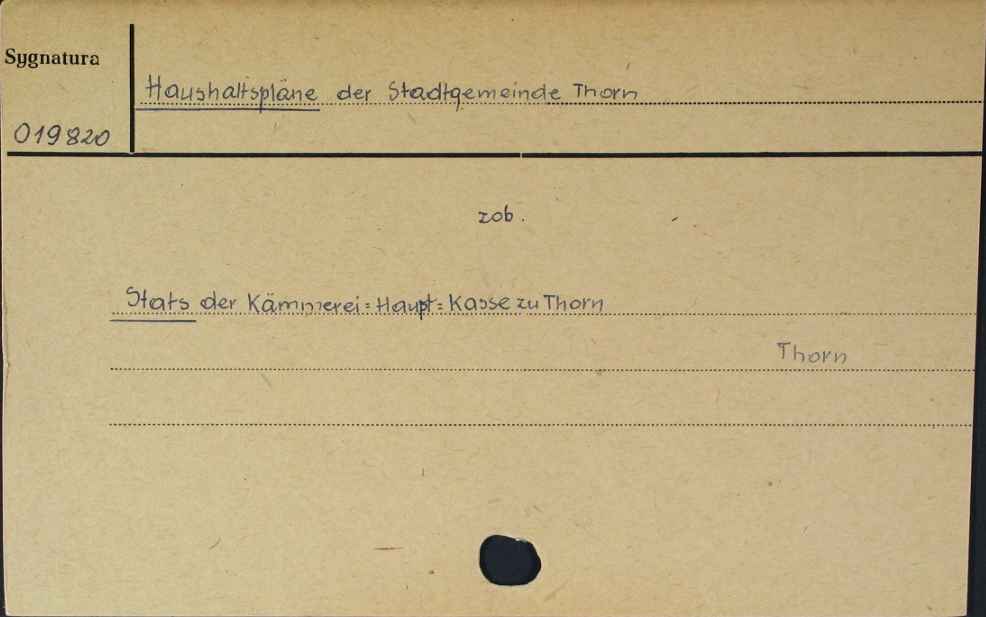 Sygnatura
Haushaltspläne der Stadtgemeinde Thorn
019820
zob.
Stats der Kämmerei=Haupt=Kasse zu Thorn
Thorn